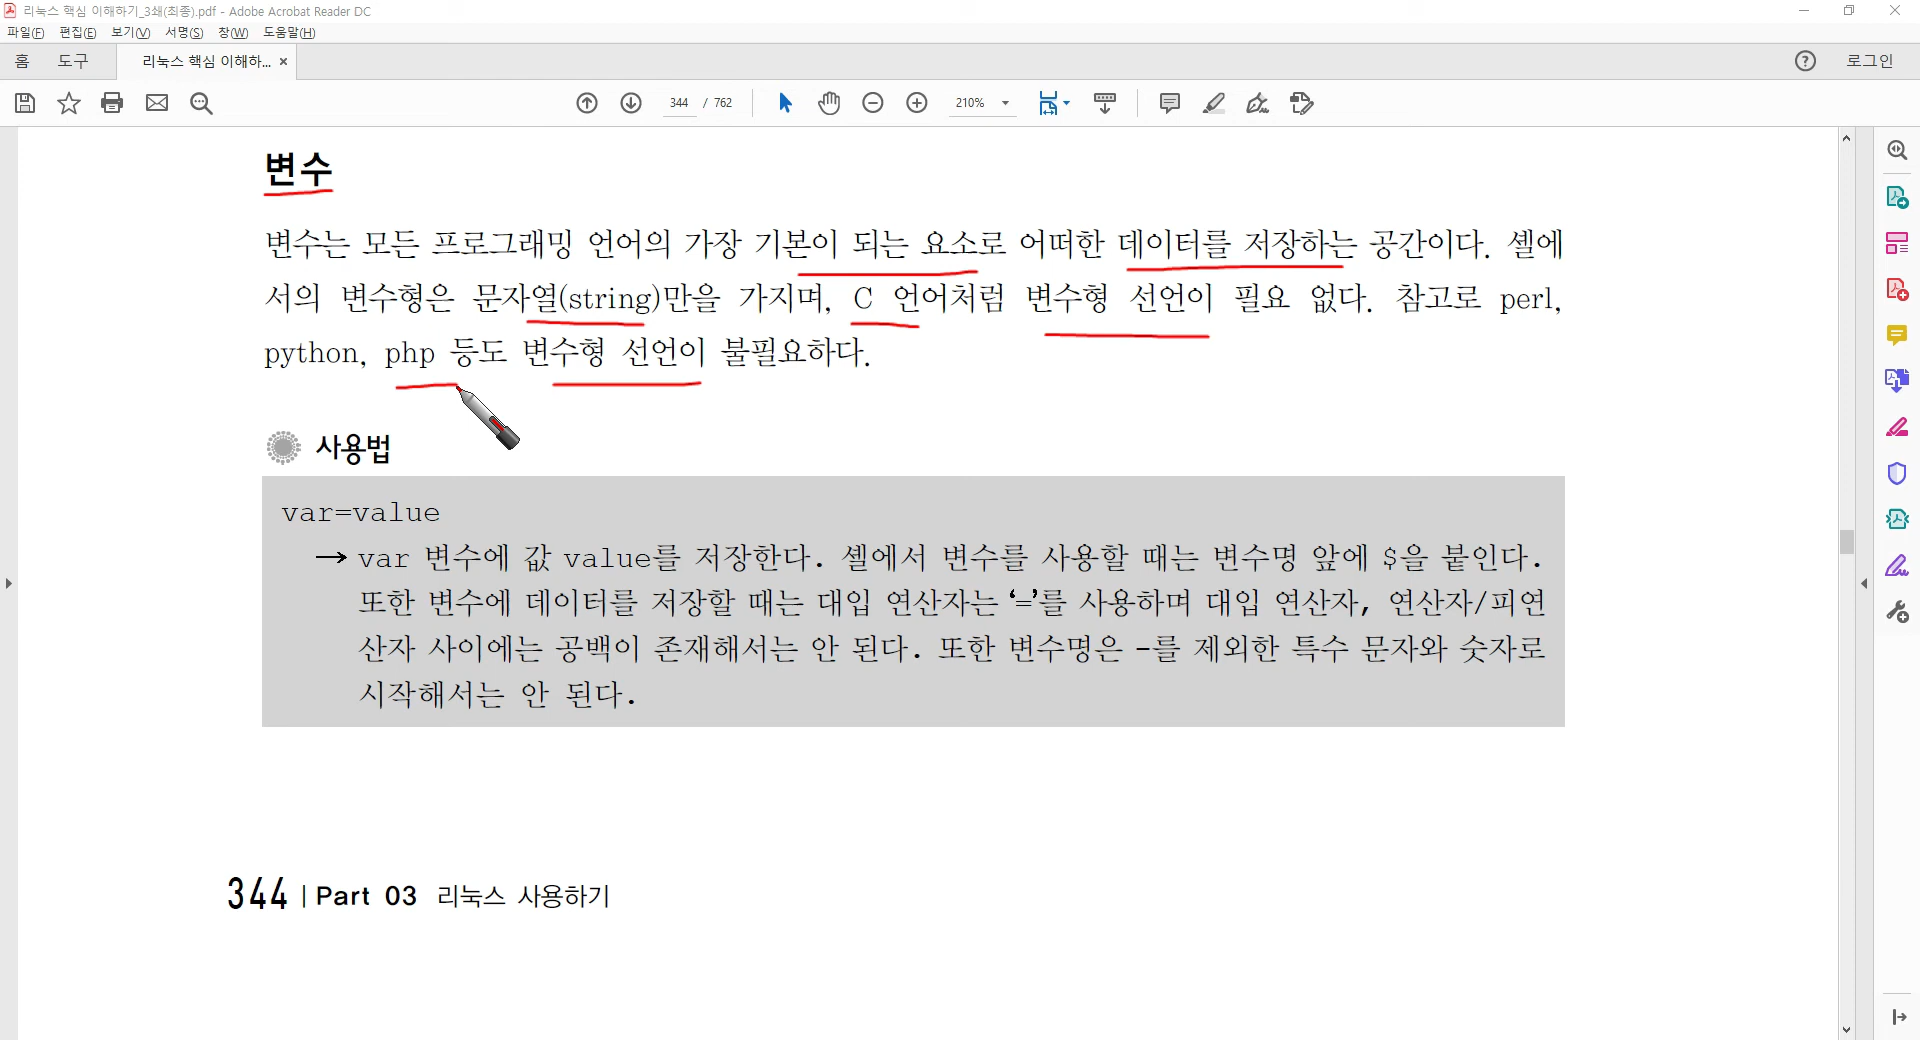 리눅스 핵심 이해하기_3쇄(최종).pdf - Adobe Acrobat Reader DC
파일(F) 편집(E) 보기(V) 서명(S) 창(W) 도움말(H)
홈 도구 리눅스 핵심 이해하... × 로그인
344 / 762 210%
변수
변수는 모든 프로그래밍 언어의 가장 기본이 되는 요소로 어떠한 데이터를 저장하는 공간이다. 셸에
서의 변수형은 문자열(string)만을 가지며, C 언어처럼 변수형 선언이 필요 없다. 참고로 perl,
python, php 등도 변수형 선언이 불필요하다.
사용법
var=value
→ var 변수에 값 value를 저장한다. 셸에서 변수를 사용할 때는 변수명 앞에 $을 붙인다.
또한 변수에 데이터를 저장할 때는 대입 연산자는 ‘=’를 사용하며 대입 연산자, 연산자/피연
산자 사이에는 공백이 존재해서는 안 된다. 또한 변수명은 -를 제외한 특수 문자와 숫자로
시작해서는 안 된다.
344 | Part 03 리눅스 사용하기